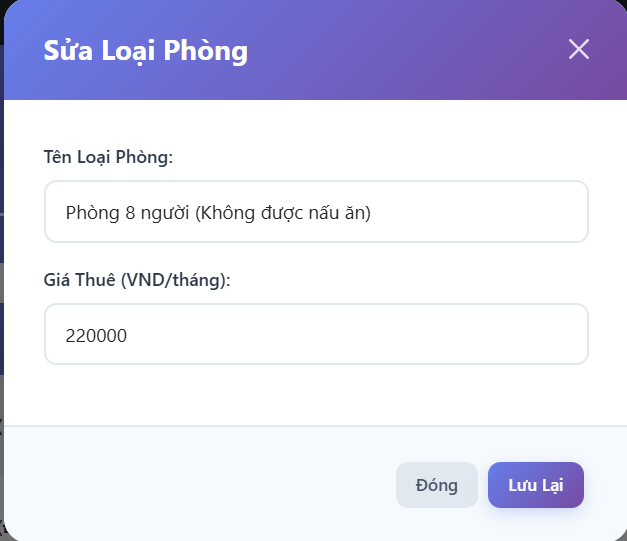 Sửa Loại Phòng
Tên Loại Phòng:
Phòng 8 người (Không được nấu ăn)
Giá Thuê (VND/tháng):
220000
Đóng
Lưu Lại